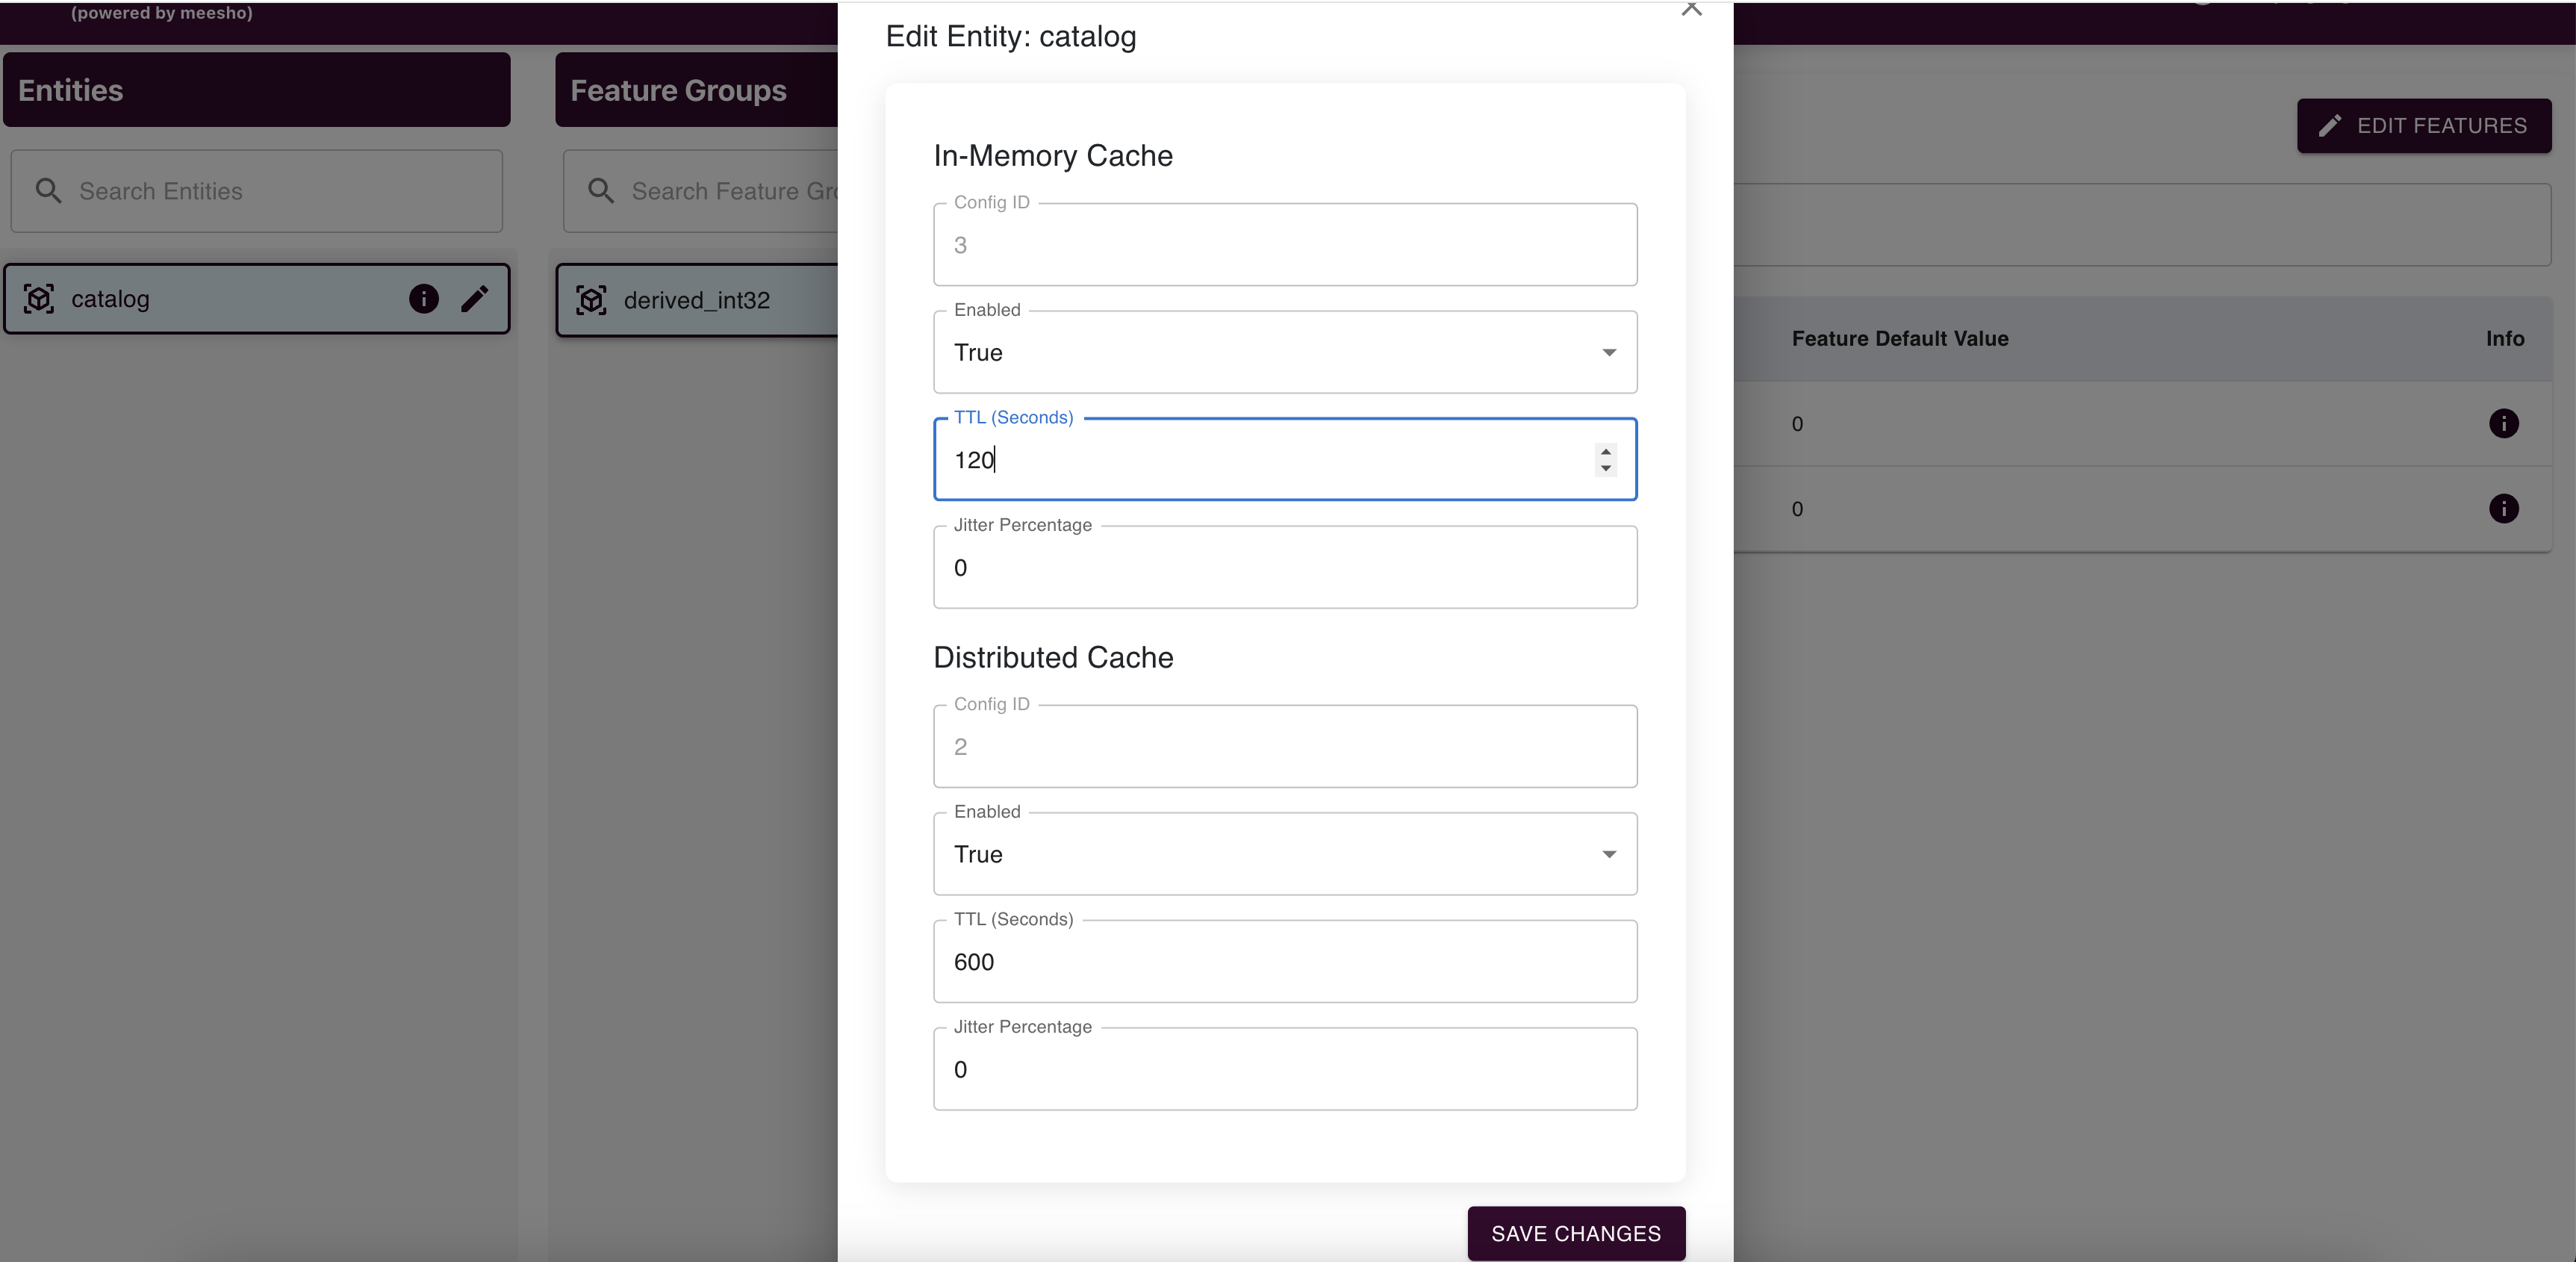 (powered by meesho)
Edit Entity: catalog
Entities
Feature Groups
EDIT FEATURES
Search Entities
Search Feature
catalog
derived_int32
In-Memory Cache
Config ID
3
Enabled
True
TTL (Seconds)
120
Jitter Percentage
0
Distributed Cache
Config ID
2
Enabled
True
TTL (Seconds)
600
Jitter Percentage
0
SAVE CHANGES
Feature Default Value
Info
0
0